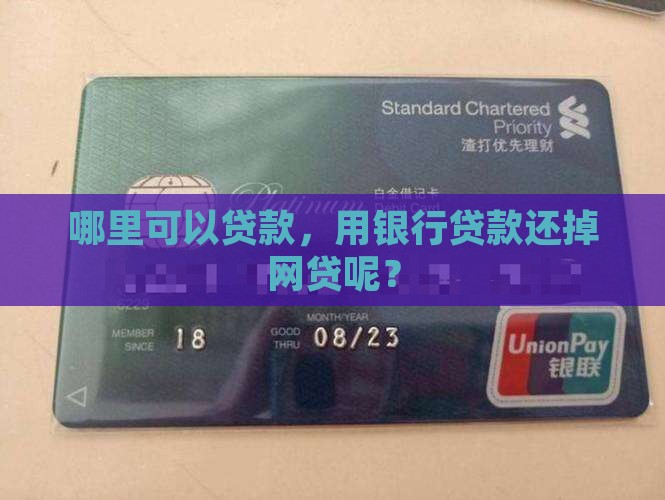 Standard Chartered
Priority
渣打优先理财
Platinum
白金借记卡
Debit Card
哪里可以贷款，用银行贷款还掉
网贷呢？
6229
MONTH/YEAR
MEMBER
SINCE
18
GOOD
THRU
08/23
UnionPay
银联